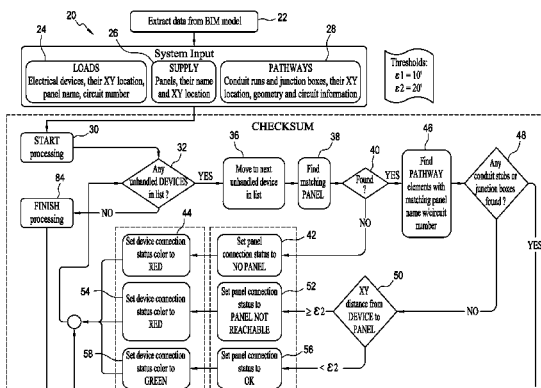 20
Extract data from BIM model
22
24
26
28
System Input
LOADS
Electrical devices, their XY
location,
panel name,
circuit number
SUPPLY
Panels,
their name
and XY location
PATHWAYS
Conduit runs and junction boxes, their XY
location, geometry and circuit information
Thresholds:
ε1 = 10'
ε2 = 20'
CHECKSUM
30
START
processing
32
Any
unhandled DEVICES
in list ?
YES
NO
36
Move to next
unhandled device
in list
38
Find
matching
PANEL
40
Found
?
YES
NO
46
Find
PATHWAY
elements with
matching panel
name w/circuit
number
48
Any
conduit stubs or
junction boxes
found ?
YES
NO
84
FINISH
processing
44
Set device connection
status color to
RED
42
Set panel
connection status
to NO PANEL
54
Set device connection
status color to
RED
52
Set panel connection
status to
PANEL NOT
REACHABLE
≥ ε2
50
XY
distance from
DEVICE to
PANEL
58
Set device connection
status color to
GREEN
56
Set panel connection
status to
OK
< ε2